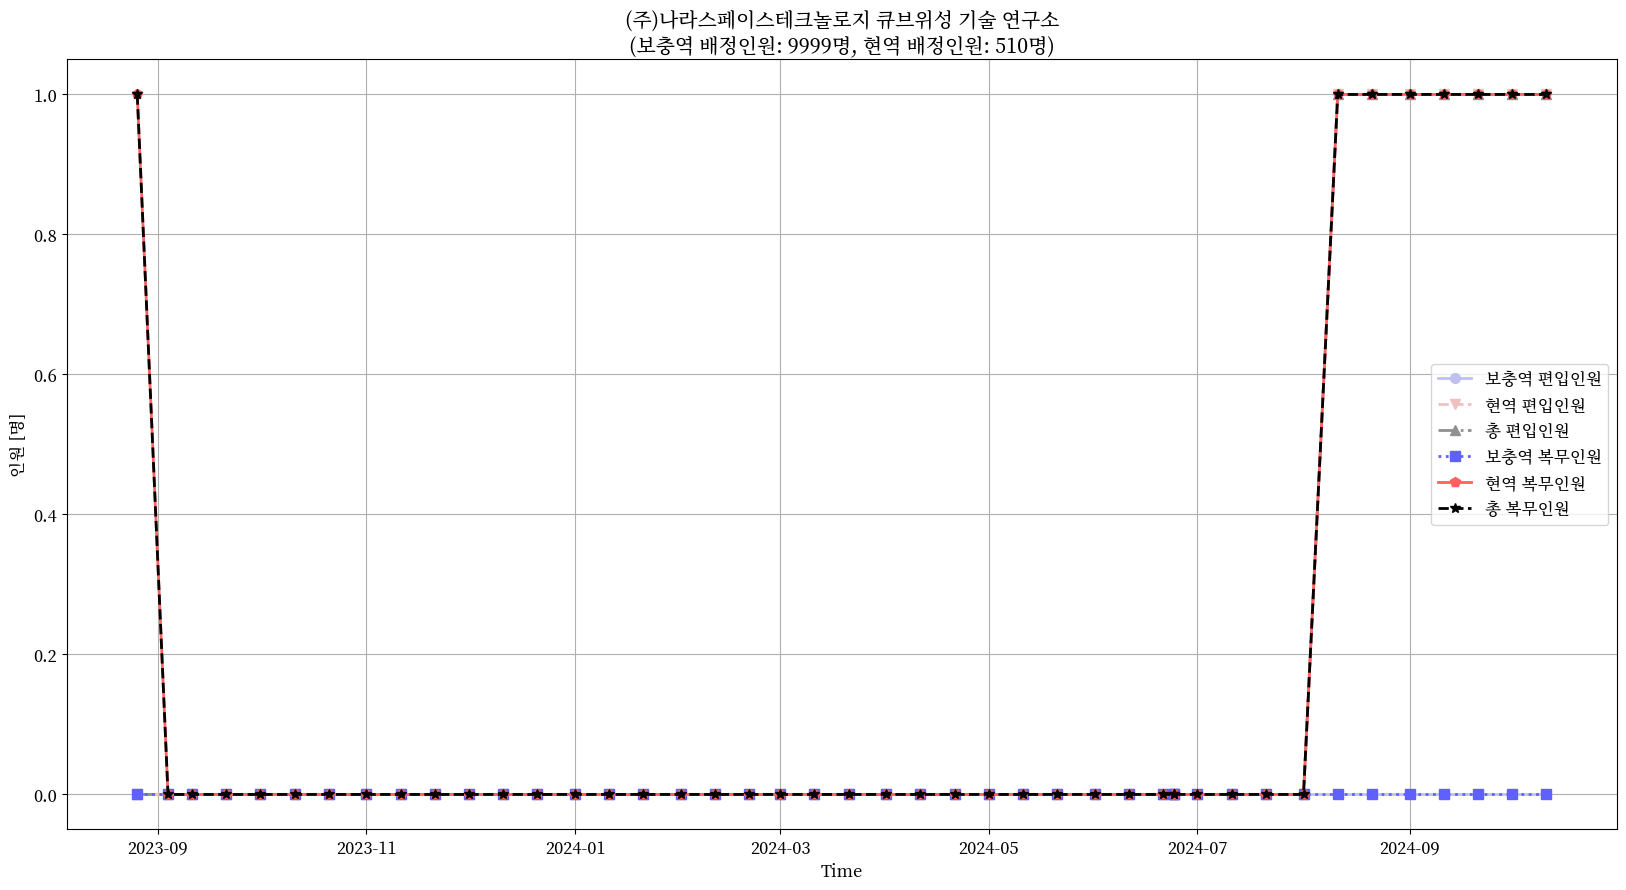 (주)나라스페이스테크놀로지 큐브위성 기술 연구소
(보충역 배정인원: 9999명, 현역 배정인원: 510명)
1.0
0.8
0.6
0.4
0.2
0.0
인원 [명]
보충역 편입인원
현역 편입인원
총 편입인원
보충역 복무인원
현역 복무인원
총 복무인원
2023-09
2023-11
2024-01
2024-03
2024-05
2024-07
2024-09
Time